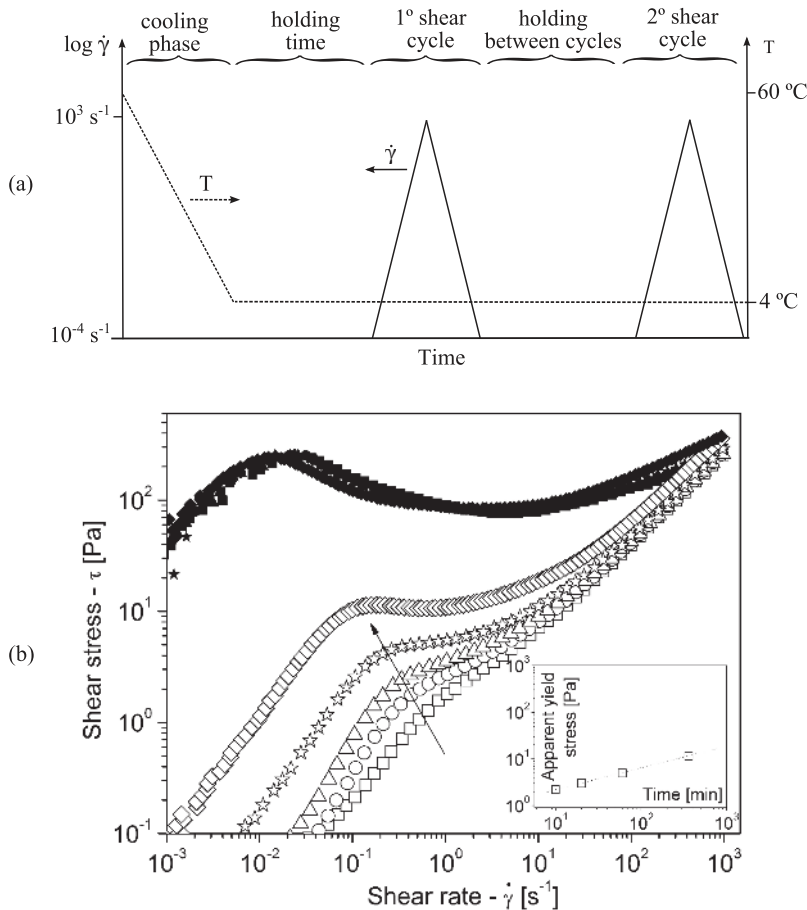 log γ̇
cooling
phase
holding
time
1º shear
cycle
holding
between cycles
2º shear
cycle
T
10³ s⁻¹
60 ºC
(a)
γ̇
T
4 ºC
10⁻⁴ s⁻¹
Time
(b)
Shear stress - τ [Pa]
10²
10¹
10⁰
10⁻¹
10⁻³ 10⁻² 10⁻¹ 10⁰ 10¹ 10² 10³
Shear rate - γ̇ [s⁻¹]
Apparent yield
stress [Pa]
10³
10²
10¹
10⁰
Time [min]
10¹ 10² 10³